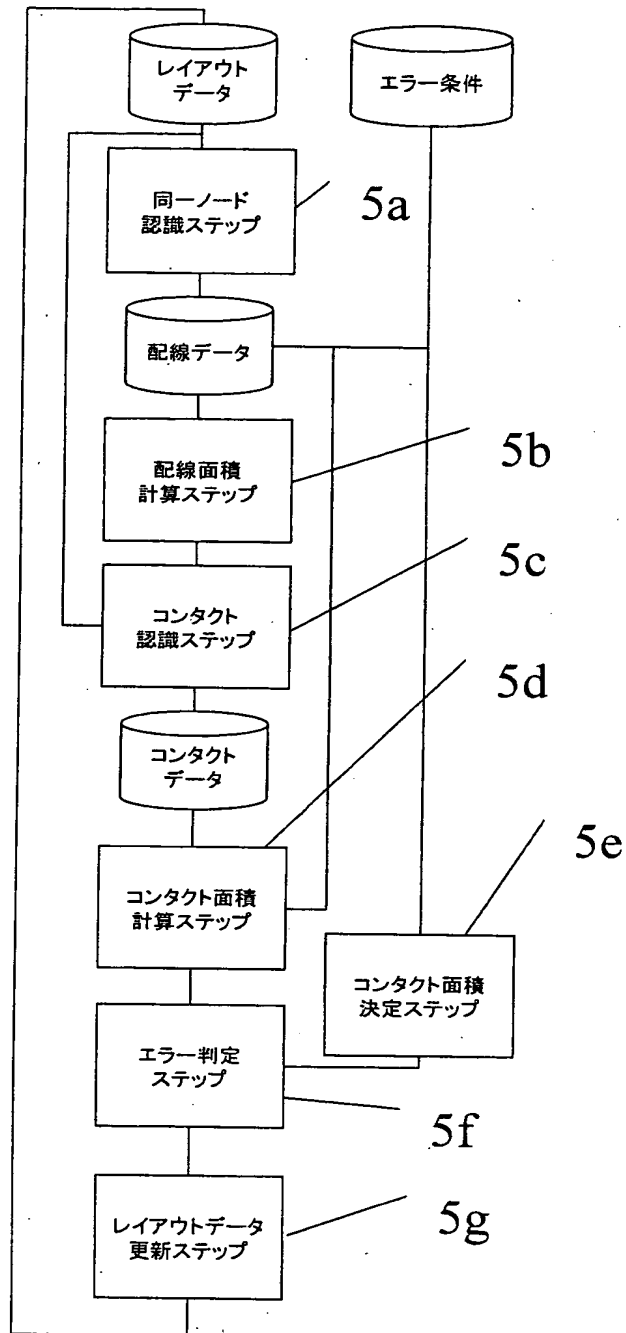 レイアウト
データ
エラー条件
同一ノード
認識ステップ
5a
配線データ
配線面積
計算ステップ
5b
コンタクト
認識ステップ
5c
コンタクト
データ
5d
コンタクト面積
計算ステップ
5e
コンタクト面積
決定ステップ
エラー判定
ステップ
5f
レイアウトデータ
更新ステップ
5g